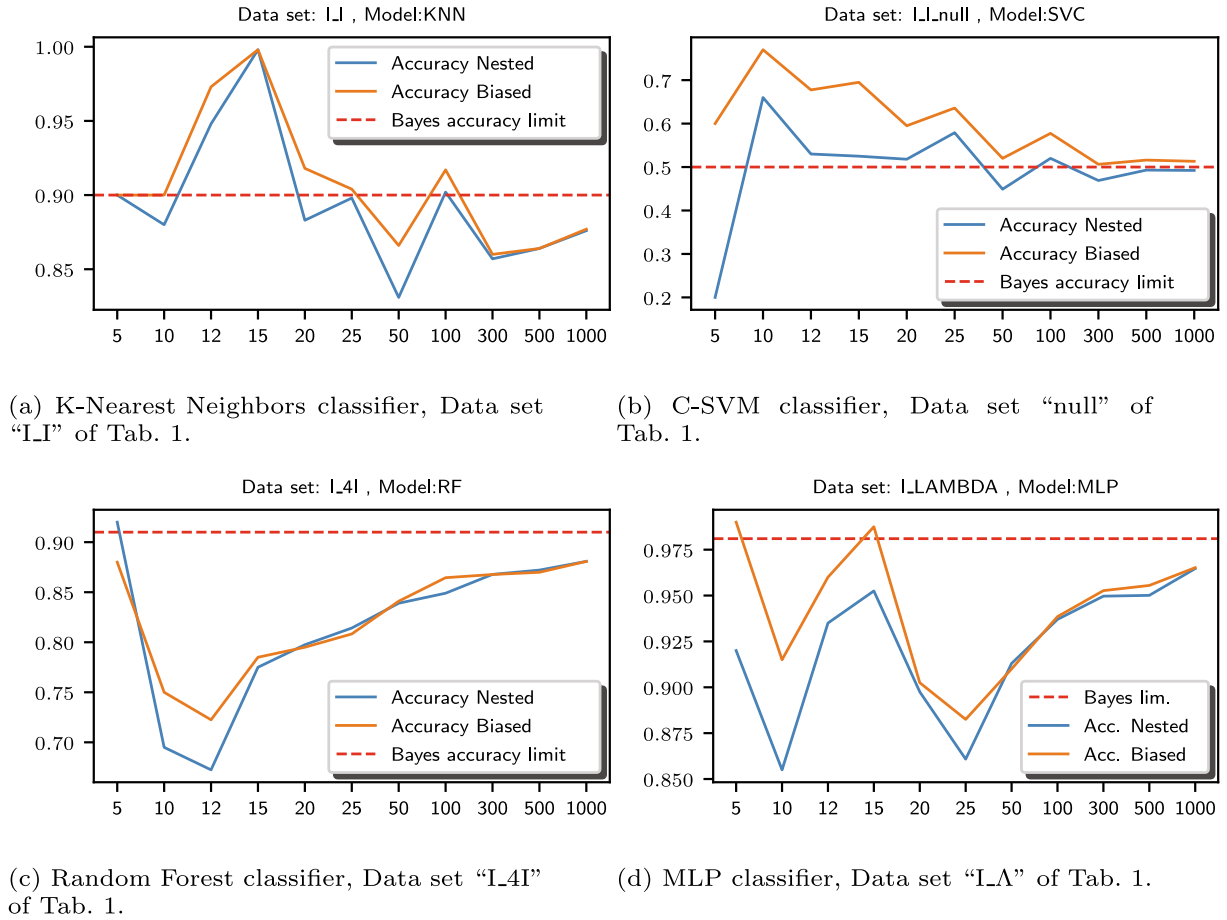 Data set: I_I , Model:KNN
1.00
0.95
0.90
0.85
Accuracy Nested
Accuracy Biased
Bayes accuracy limit
5 10 12 15 20 25 50 100 300 500 1000
(a) K-Nearest Neighbors classifier, Data set
“I_I” of Tab. 1.
Data set: I_I_null , Model:SVC
0.7
0.6
0.5
0.4
0.3
0.2
Accuracy Nested
Accuracy Biased
Bayes accuracy limit
5 10 12 15 20 25 50 100 300 500 1000
(b) C-SVM classifier, Data set “null” of
Tab. 1.
Data set: I_4I , Model:RF
0.90
0.85
0.80
0.75
0.70
Accuracy Nested
Accuracy Biased
Bayes accuracy limit
5 10 12 15 20 25 50 100 300 500 1000
(c) Random Forest classifier, Data set “I_4I”
of Tab. 1.
Data set: I_LAMBDA , Model:MLP
0.975
0.950
0.925
0.900
0.875
0.850
Bayes lim.
Acc. Nested
Acc. Biased
5 10 12 15 20 25 50 100 300 500 1000
(d) MLP classifier, Data set “I_Λ” of Tab. 1.